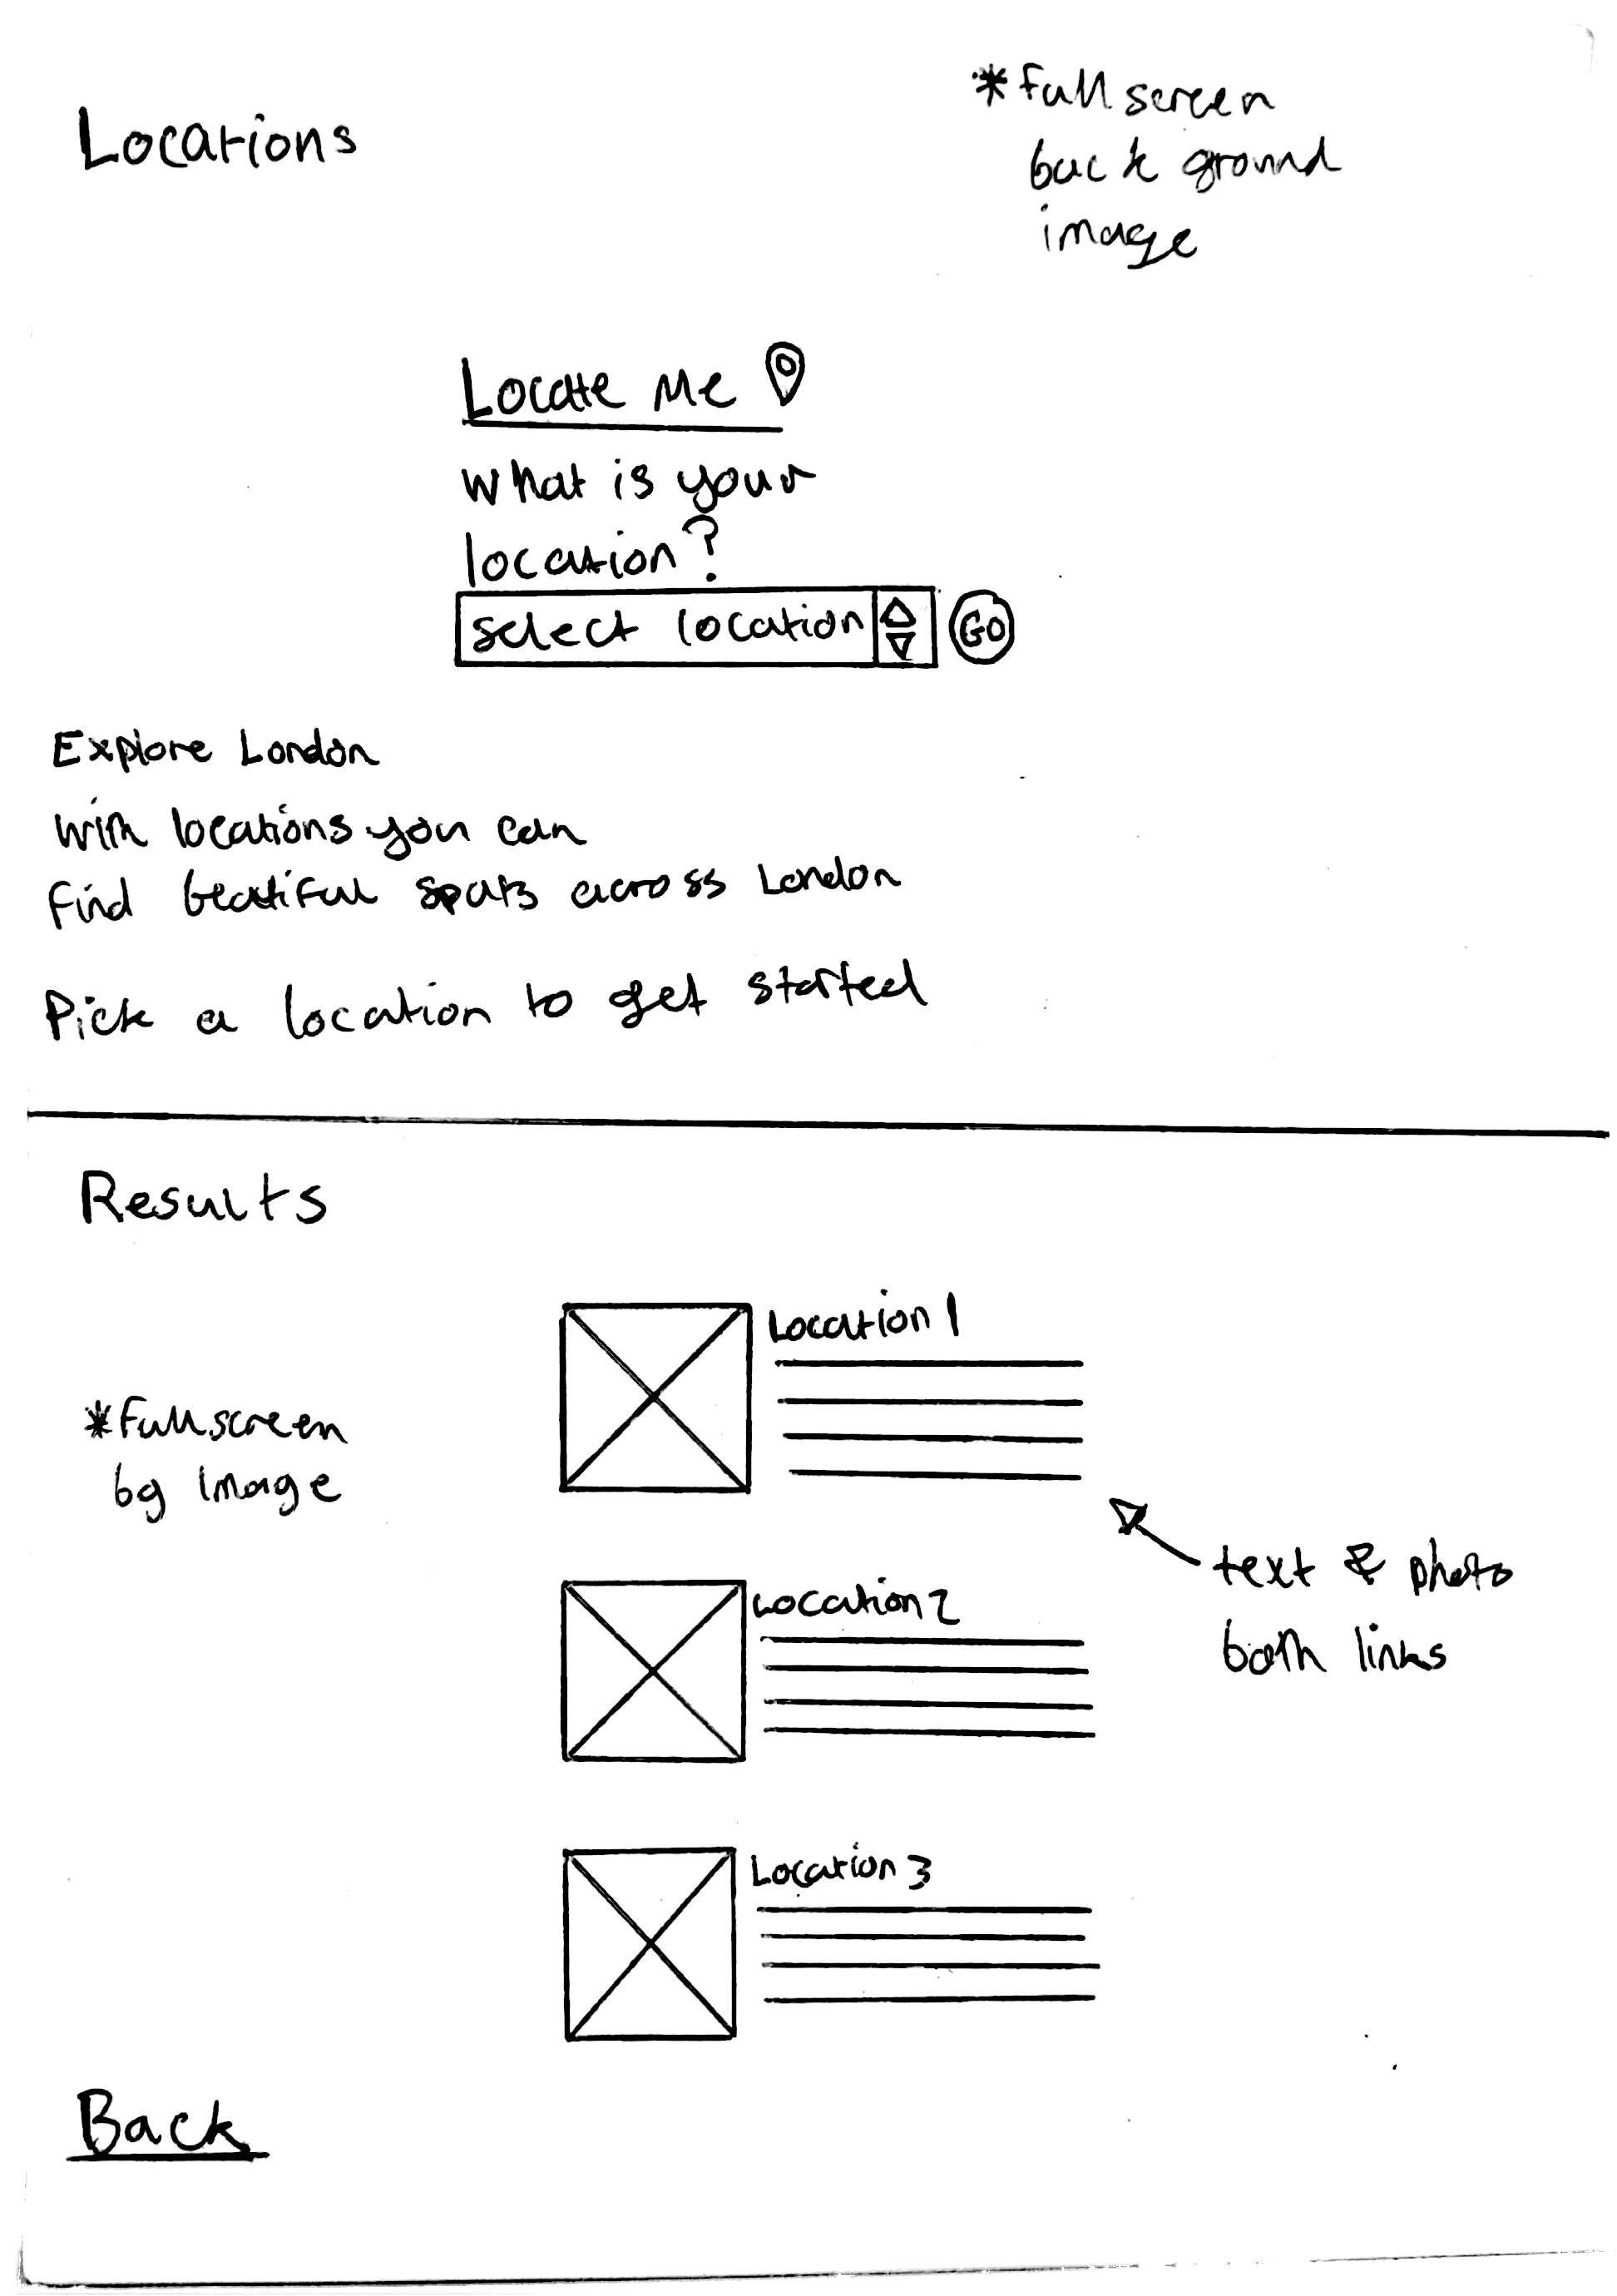 Locations
*Full screen
back ground
image
Locate Me
What is your
location?
select location
GO
Explore London
With locations you can
find beatiful spots across London
Pick a location to get started
Results
Location 1
*Full screen
bg image
text & photo
both links
Location 2
Location 3
Back